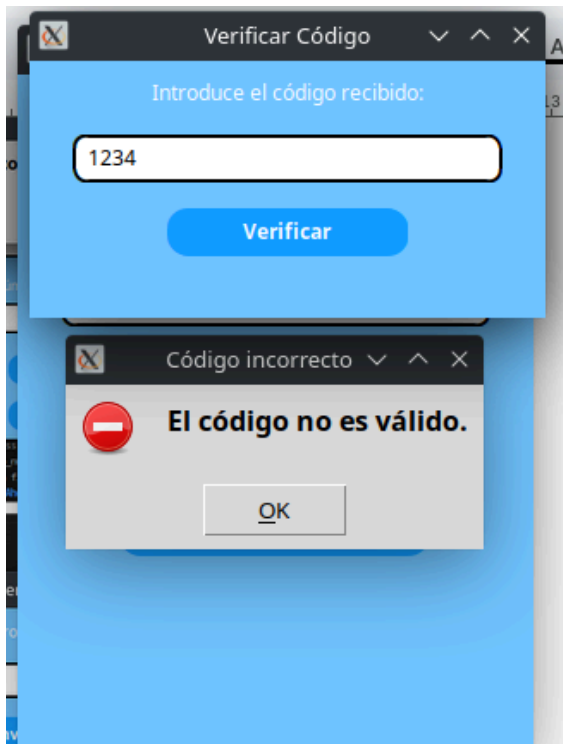 Verificar Código
Introduce el código recibido:
1234
Verificar
Código incorrecto
El código no es válido.
OK